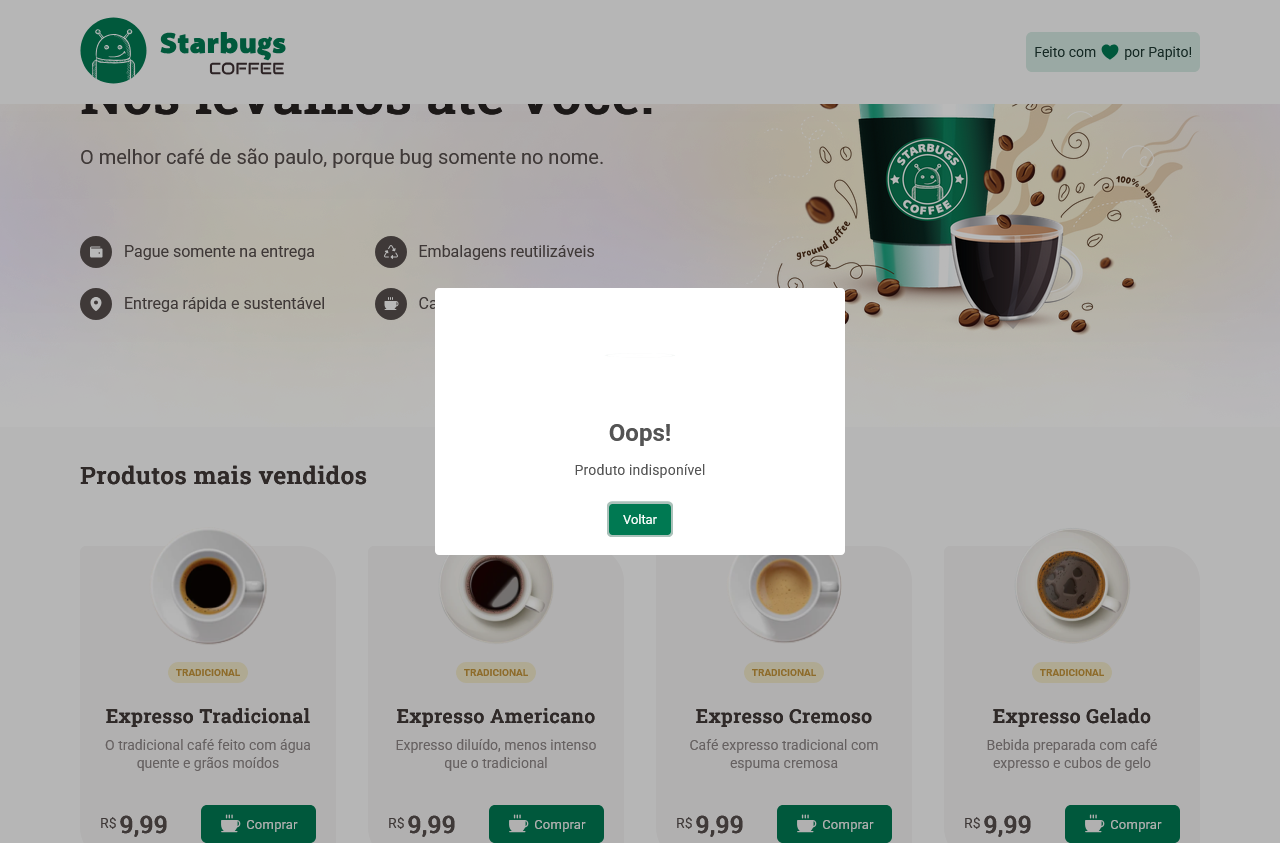 Starbugs
COFFEE
Feito com por Papito!
Nós levamos até você!
O melhor café de são paulo, porque bug somente no nome.
Pague somente na entrega
Embalagens reutilizáveis
Entrega rápida e sustentável
STARBUGS
COFFEE
100% organic
ground coffee
Oops!
Produto indisponível
Voltar
Produtos mais vendidos
TRADICIONAL
Expresso Tradicional
O tradicional café feito com água
quente e grãos moídos
R$ 9,99
Comprar
TRADICIONAL
Expresso Americano
Expresso diluído, menos intenso
que o tradicional
R$ 9,99
Comprar
TRADICIONAL
Expresso Cremoso
Café expresso tradicional com
espuma cremosa
R$ 9,99
Comprar
TRADICIONAL
Expresso Gelado
Bebida preparada com café
expresso e cubos de gelo
R$ 9,99
Comprar